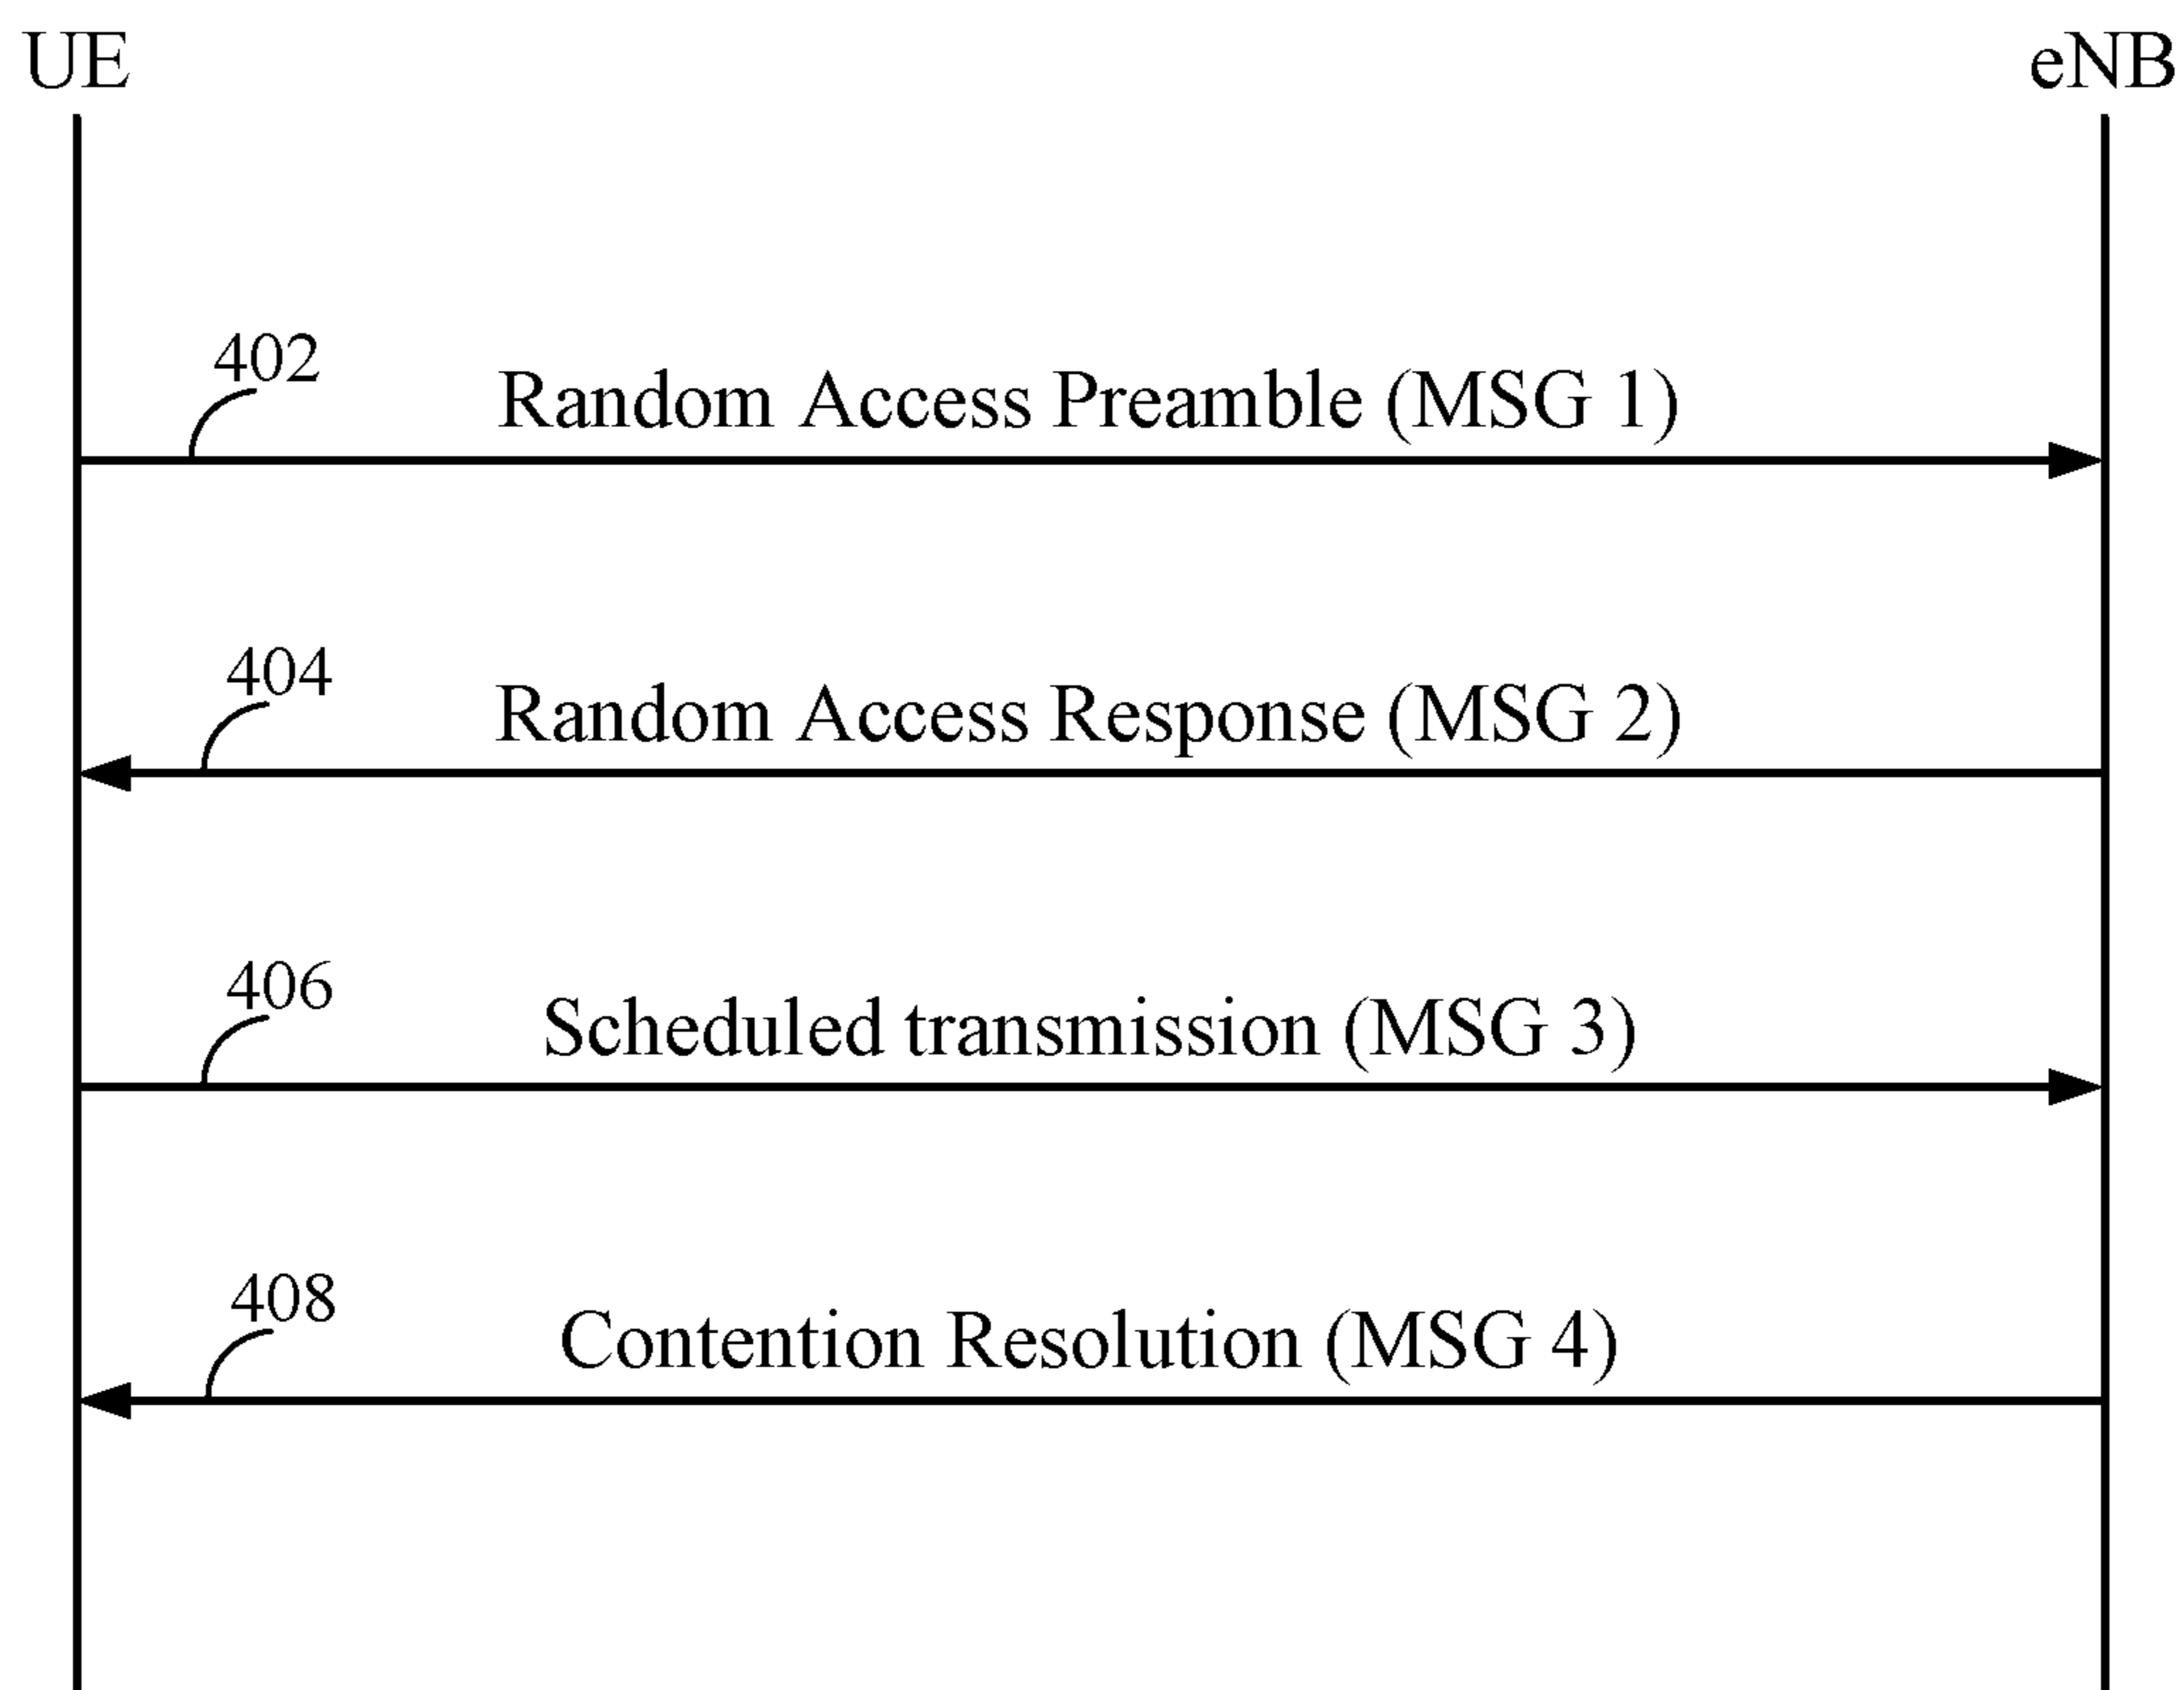 UE
eNB
402
Random Access Preamble (MSG 1)
404
Random Access Response (MSG 2)
406
Scheduled transmission (MSG 3)
408
Contention Resolution (MSG 4)